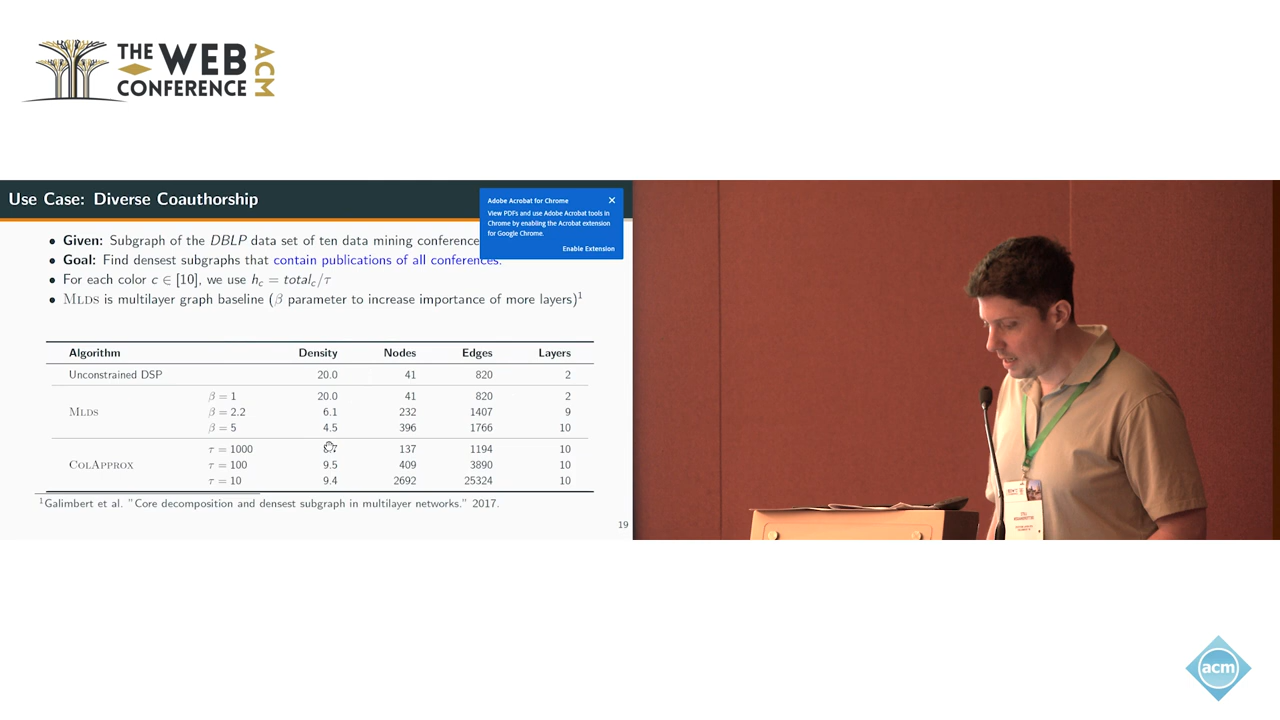 THE WEB
CONFERENCE
ACM
Use Case: Diverse Coauthorship
Adobe Acrobat for Chrome
View PDFs and use Adobe Acrobat tools in
Chrome by enabling the Acrobat extension
for Google Chrome.
Enable Extension
• Given: Subgraph of the DBLP data set of ten data mining conference
• Goal: Find densest subgraphs that contain publications of all conferences.
• For each color c ∈ [10], we use h_c = total_c/τ
• MLDS is multilayer graph baseline (β parameter to increase importance of more layers)¹
Algorithm Density Nodes Edges Layers
Unconstrained DSP 20.0 41 820 2
β = 1 20.0 41 820 2
MLDS β = 2.2 6.1 232 1407 9
β = 5 4.5 396 1766 10
τ = 1000 137 1194 10
COLAPPROX τ = 100 9.5 409 3890 10
τ = 10 9.4 2692 25324 10
¹Galimbert et al. "Core decomposition and densest subgraph in multilayer networks." 2017.
19
acm